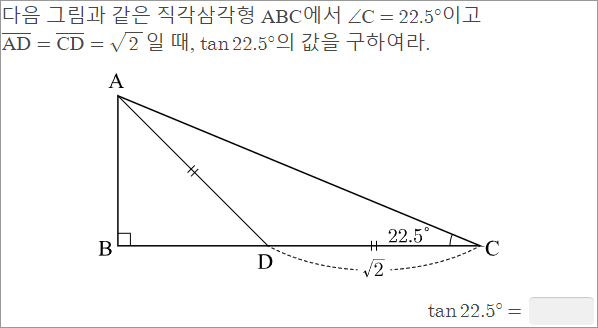 다음 그림과 같은 직각삼각형 ABC에서 ∠C = 22.5°이고
AD = CD = √2 일 때, tan 22.5°의 값을 구하여라.
A
B
22.5°
C
D
√2
tan 22.5° =